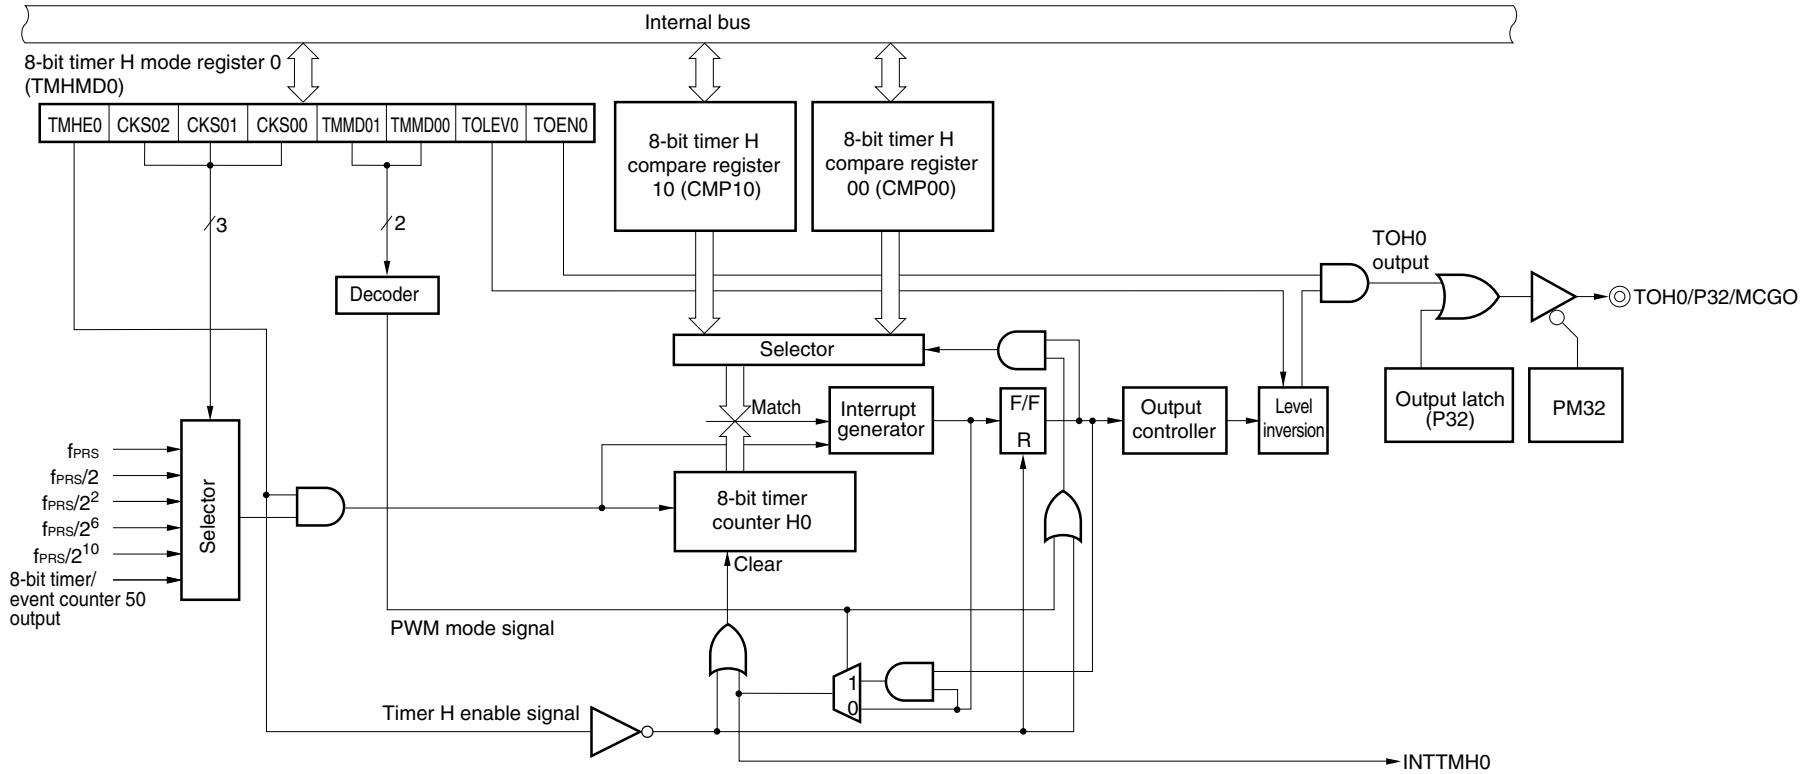 Internal bus
8-bit timer H mode register 0
(TMHMD0)
TMHE0 CKS02 CKS01 CKS00 TMMD01 TMMD00 TOLEV0 TOEN0
8-bit timer H
compare register
10 (CMP10)
8-bit timer H
compare register
00 (CMP00)
3
2
Decoder
TOH0
output
TOH0/P32/MCGO
Selector
Match
Interrupt
generator
F/F
R
Output
controller
Level
inversion
Output latch
(P32)
PM32
fPRS
fPRS/2
fPRS/2²
fPRS/2⁶
fPRS/2¹⁰
8-bit timer/
event counter 50
output
Selector
8-bit timer
counter H0
Clear
PWM mode signal
1
0
Timer H enable signal
INTTMH0